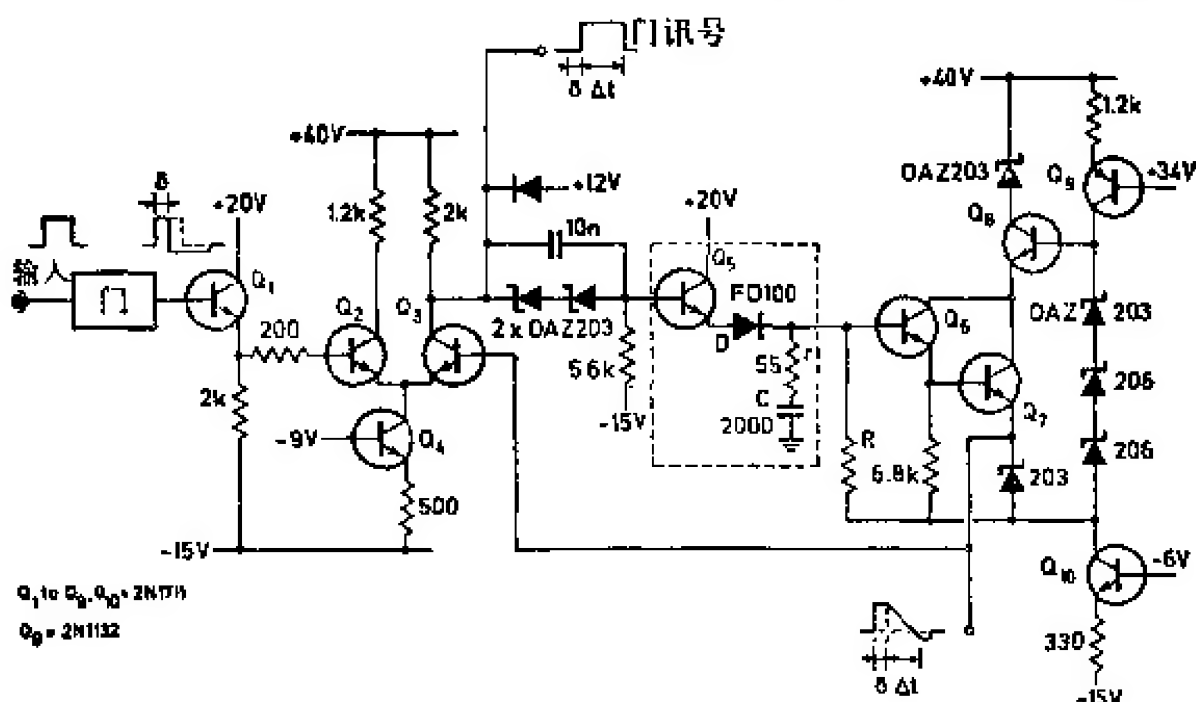 门讯号
δ Δt
+40V
1.2k
2k
+12V
10n
δ
+20V
输入
门
Q1
200
Q2
Q3
2 x OAZ203
56k
-15V
2k
-9V
Q4
500
-15V
+20V
Q5
FD100
D
55
r
C
2000
R
6.8k
Q6
Q7
203
+40V
1.2k
OAZ203
Q9
+34V
Q8
OAZ
203
206
206
Q10
-6V
330
-15V
δ Δt